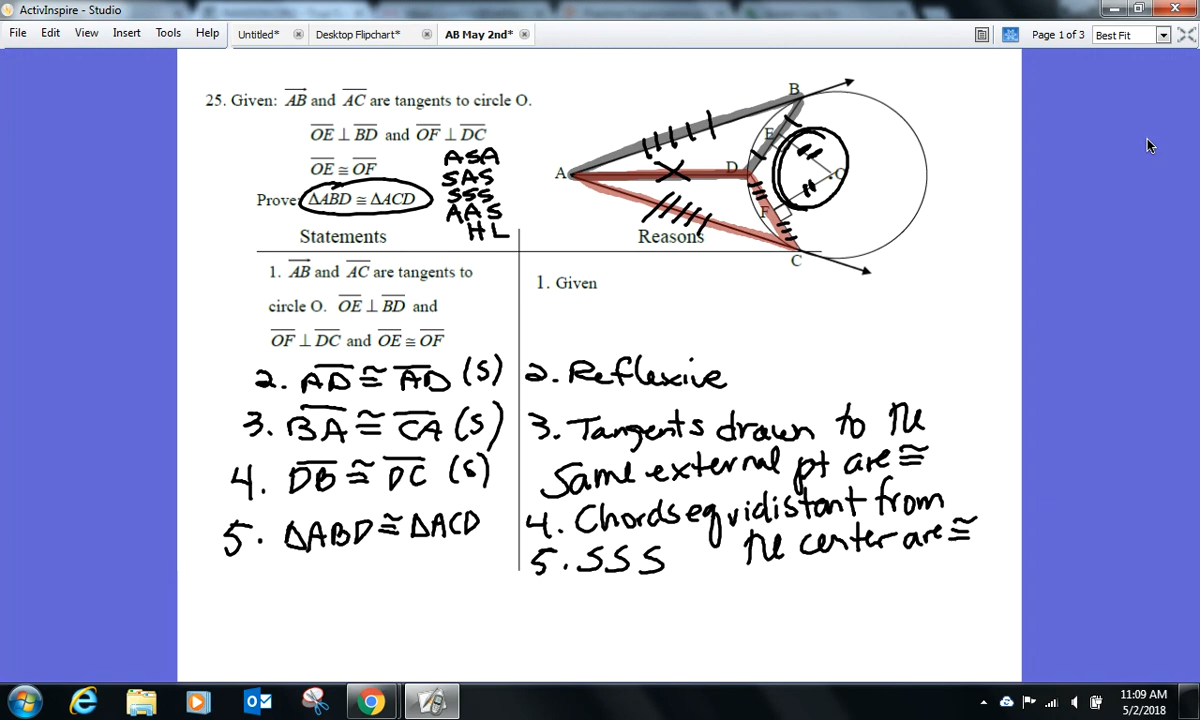 ActivInspire - Studio
File Edit View Insert Tools Help Untitled* Desktop Flipchart* AB May 2nd* Page 1 of 3 Best Fit
25. Given: AB and AC are tangents to circle O.
OE ⊥ BD and OF ⊥ DC
OE ≅ OF
Prove: ΔABD ≅ ΔACD
ASA
SAS
SSS
AAS
HL
A
B
C
D
E
F
O
Statements Reasons
1. AB and AC are tangents to
circle O. OE ⊥ BD and
OF ⊥ DC and OE ≅ OF
1. Given
2. AD ≅ AD (S)
2. Reflexive
3. BA ≅ CA (S)
3. Tangents drawn to the
same external pt are ≅
4. DB ≅ DC (S)
4. Chords equidistant from
the center are ≅
5. ΔABD ≅ ΔACD
5. SSS
11:09 AM
5/2/2018